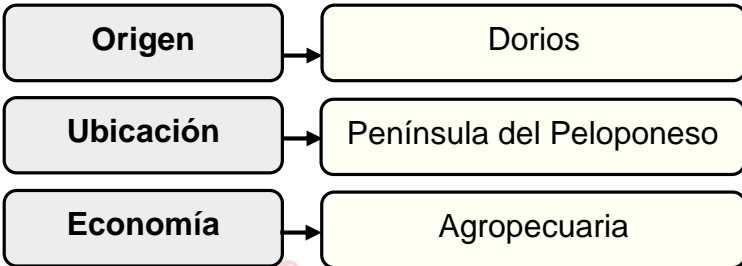 Origen
Dorios
Ubicación
Península del Peloponeso
Economía
Agropecuaria